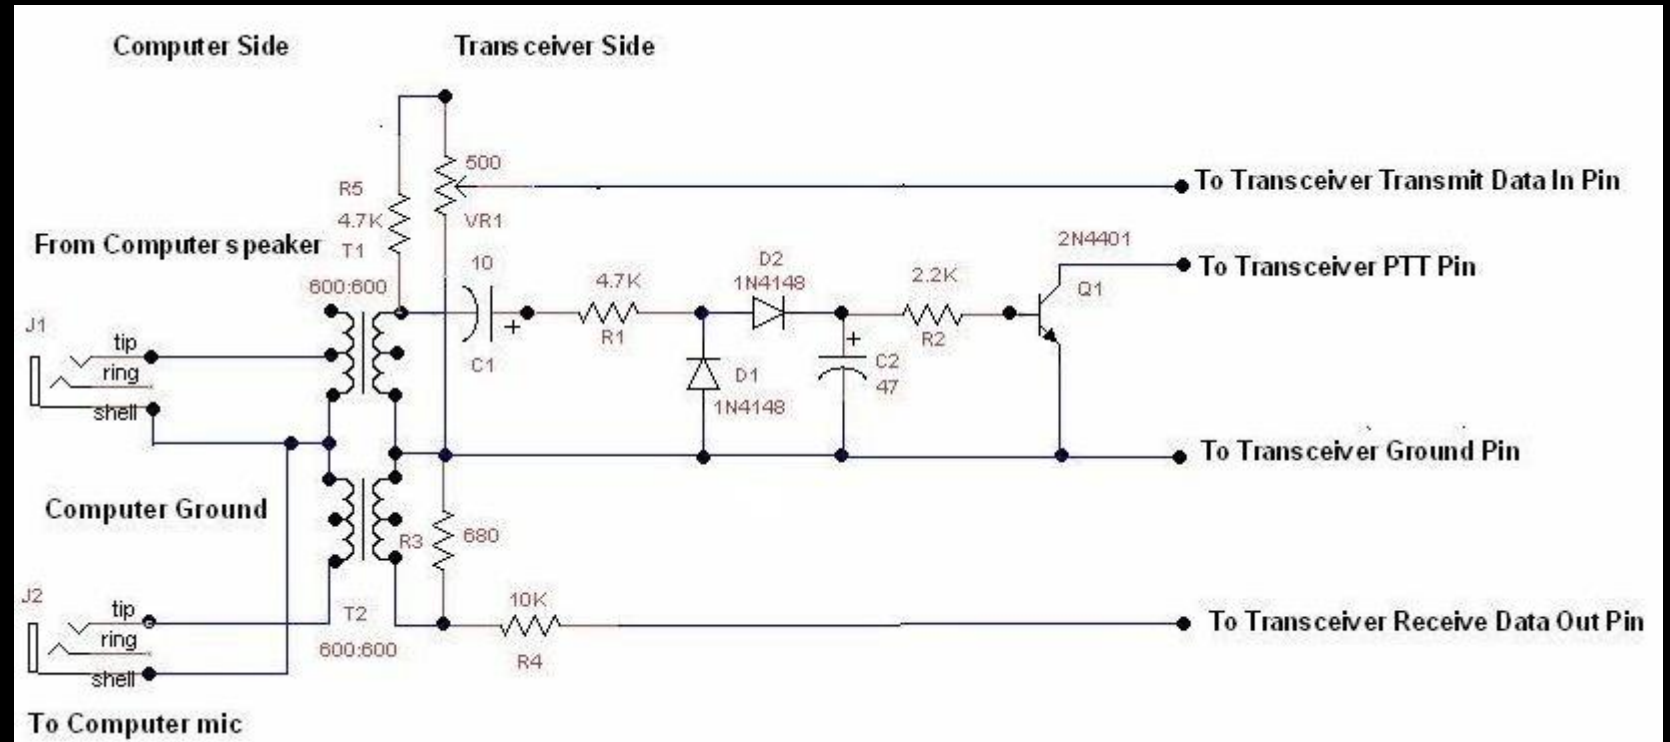 Computer Side
Transceiver Side
500
R5
To Transceiver Transmit Data In Pin
4.7K
VR1
From Computer speaker
T1
2N4401
10
D2
To Transceiver PTT Pin
600:600
4.7K
1N4148
2.2K
Q1
J1
+
R1
R2
tip
+
C1
C2
ring
D1
47
shell
1N4148
To Transceiver Ground Pin
Computer Ground
R3
680
J2
tip
10K
T2
To Transceiver Receive Data Out Pin
ring
600:600
R4
shell
To Computer mic